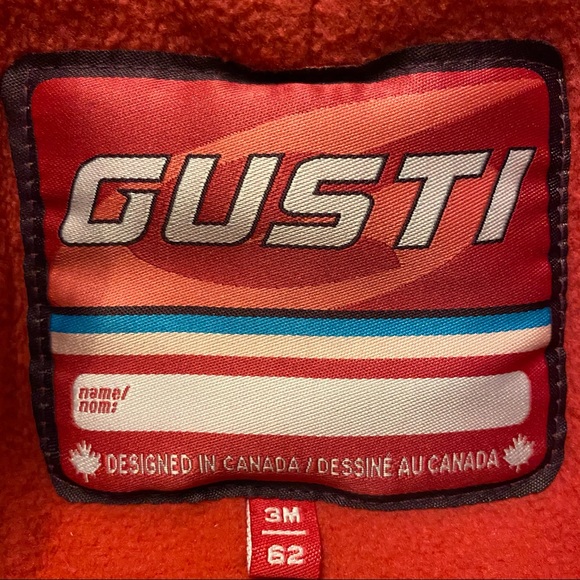 GUSTI
name/
nom:
DESIGNED IN CANADA / DESSINÉ AU CANADA
3M
62